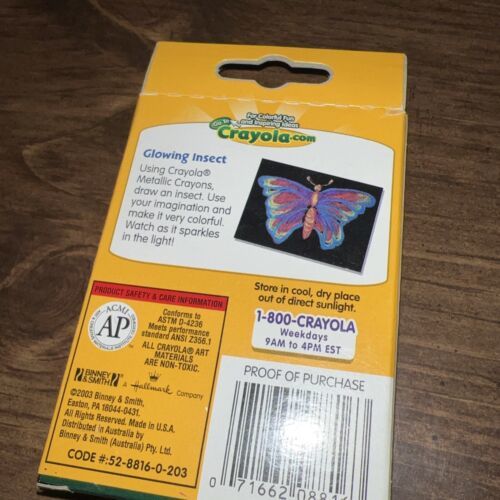 For Colorful Fun
and Inspiring Ideas
Go To
Crayola.com
Glowing Insect
Using Crayola®
Metallic Crayons,
draw an insect. Use
your imagination and
make it very colorful.
Watch as it sparkles
in the light!
Store in cool, dry place
out of direct sunlight.
1-800-CRAYOLA
Weekdays
9AM to 4PM EST
PRODUCT SAFETY & CARE INFORMATION
ACMI
AP
Conforms to
ASTM D-4236
Meets performance
standard ANSI Z356.1
ALL CRAYOLA® ART
MATERIALS
ARE NON-TOXIC.
BINNEY
& SMITH
A Hallmark Company
©2003 Binney & Smith,
Easton, PA 18044-0431.
All Rights Reserved. Made in U.S.A.
Distributed in Australia by
Binney & Smith (Australia) Pty. Ltd.
CODE #:52-8816-0-203
PROOF OF PURCHASE